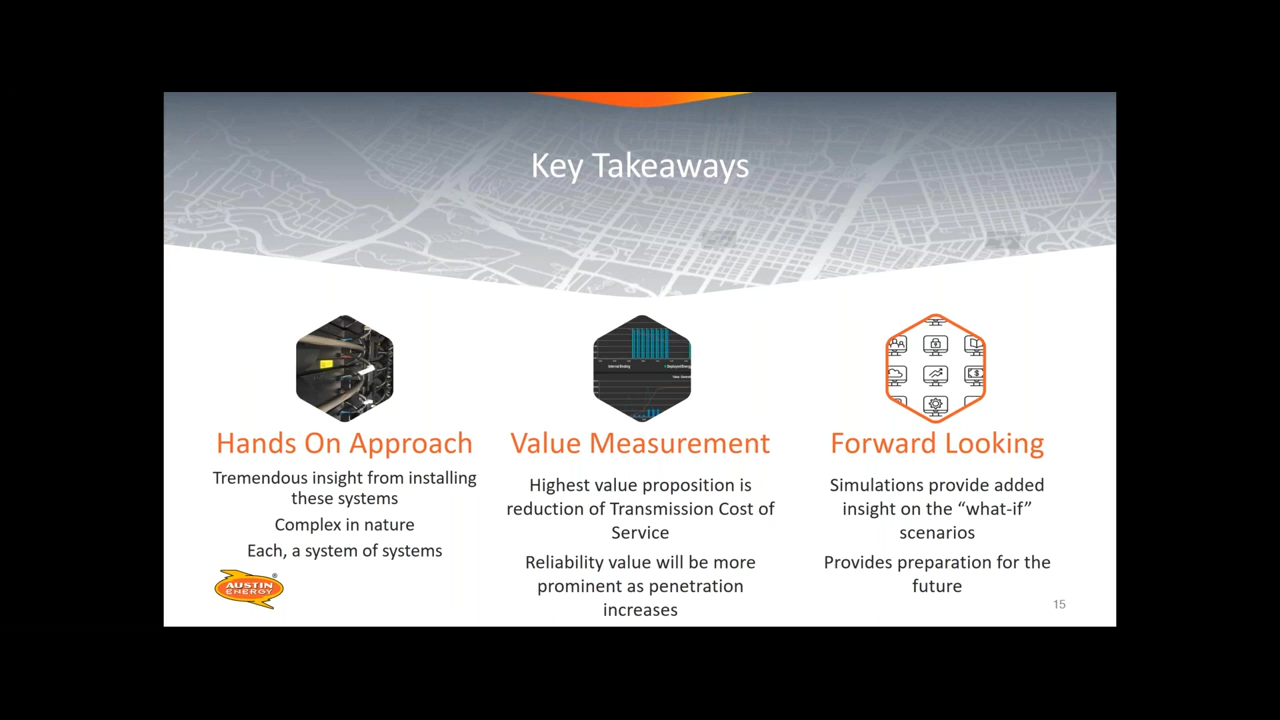 Key Takeaways
Hands On Approach
Tremendous insight from installing
these systems
Complex in nature
Each, a system of systems
Value Measurement
Highest value proposition is
reduction of Transmission Cost of
Service
Reliability value will be more
prominent as penetration
increases
Forward Looking
Simulations provide added
insight on the “what-if”
scenarios
Provides preparation for the
future
AUSTIN
ENERGY®
15